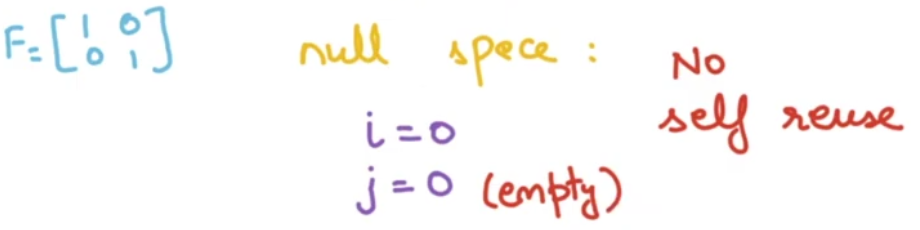 F= [1 0
0 1]
null spece :
i = 0
j = 0 (empty)
No
self reuse